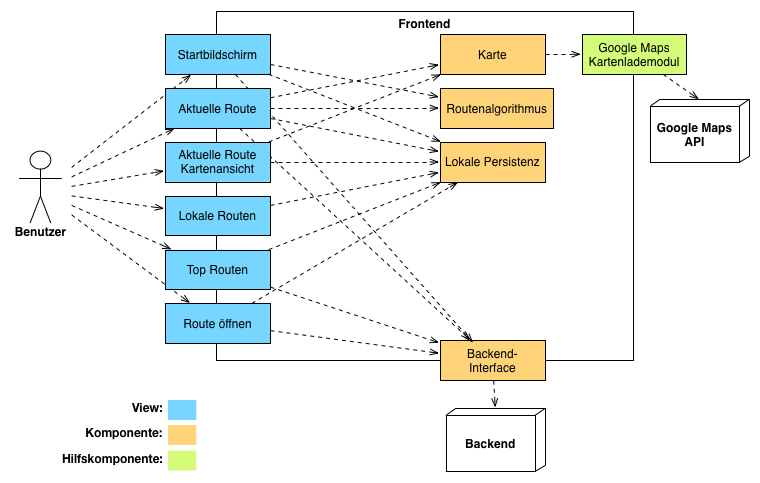 Frontend
Startbildschirm
Karte
Google Maps
Kartenlademodul
Aktuelle Route
Routenalgorithmus
Google Maps
API
Aktuelle Route
Kartenansicht
Lokale Persistenz
Lokale Routen
Benutzer
Top Routen
Route öffnen
Backend-
Interface
View:
Komponente:
Backend
Hilfskomponente: